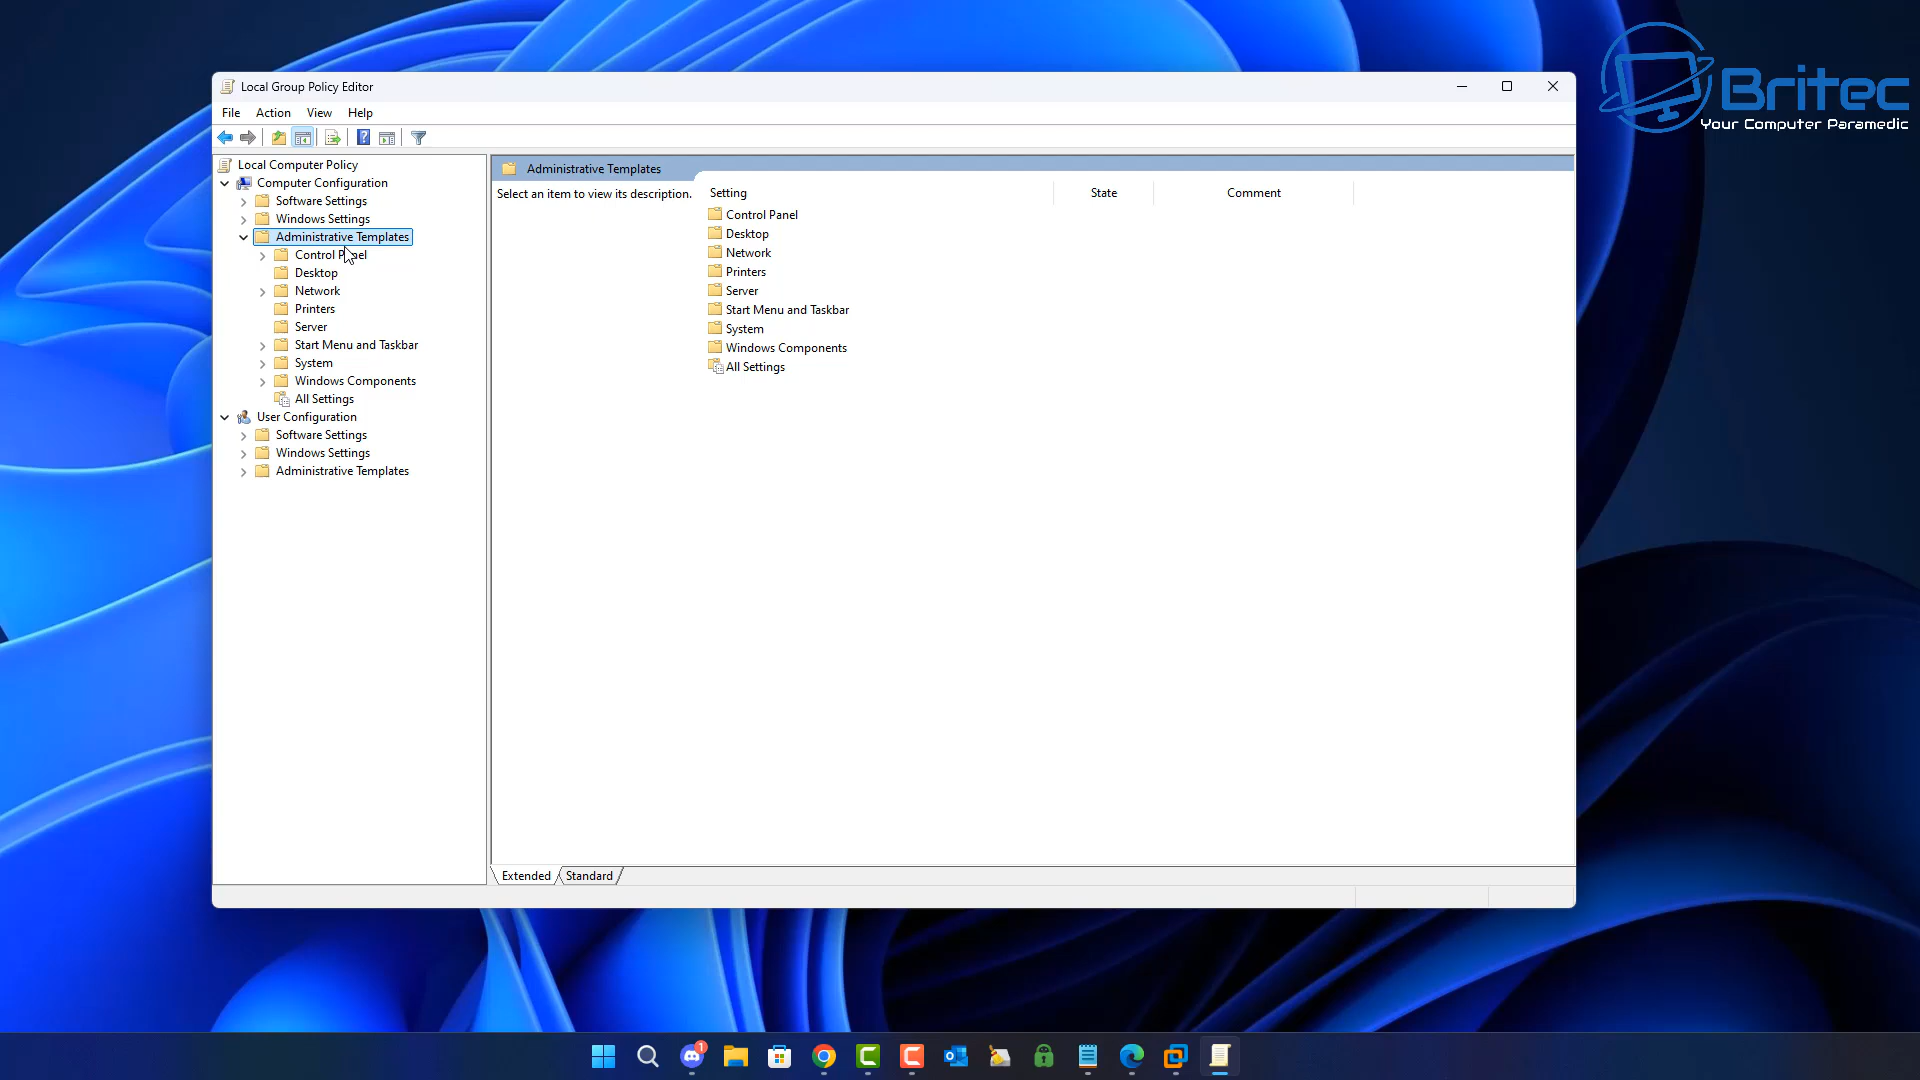 Britec
Your Computer Paramedic
Local Group Policy Editor
File Action View Help
Local Computer Policy
Computer Configuration
Software Settings
Windows Settings
Administrative Templates
Control Panel
Desktop
Network
Printers
Server
Start Menu and Taskbar
System
Windows Components
All Settings
User Configuration
Software Settings
Windows Settings
Administrative Templates
Administrative Templates
Select an item to view its description.
Setting State Comment
Control Panel
Desktop
Network
Printers
Server
Start Menu and Taskbar
System
Windows Components
All Settings
Extended Standard
1